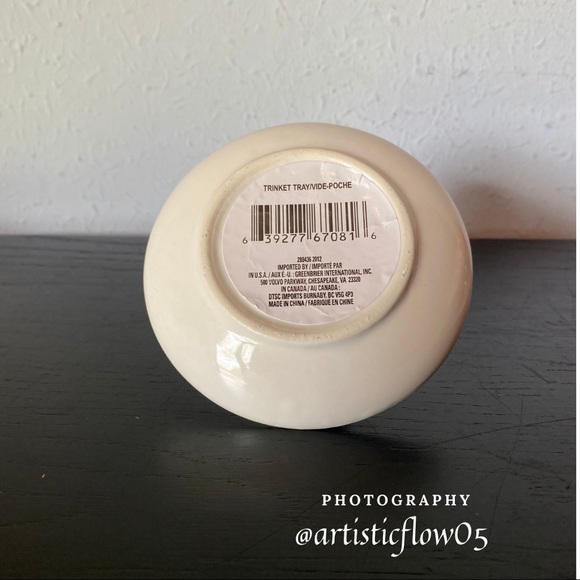 TRINKET TRAY/VIDE-POCHE
6 39277 67081 6
289436 2012
IMPORTED BY / IMPORTÉ PAR
IN U.S.A. / AUX É.-U. : GREENBRIER INTERNATIONAL, INC.
500 VOLVO PARKWAY, CHESAPEAKE, VA 23320
IN CANADA / AU CANADA :
DTSC IMPORTS BURNABY, BC V5G 4P3
MADE IN CHINA / FABRIQUÉ EN CHINE
PHOTOGRAPHY
@artisticflow05